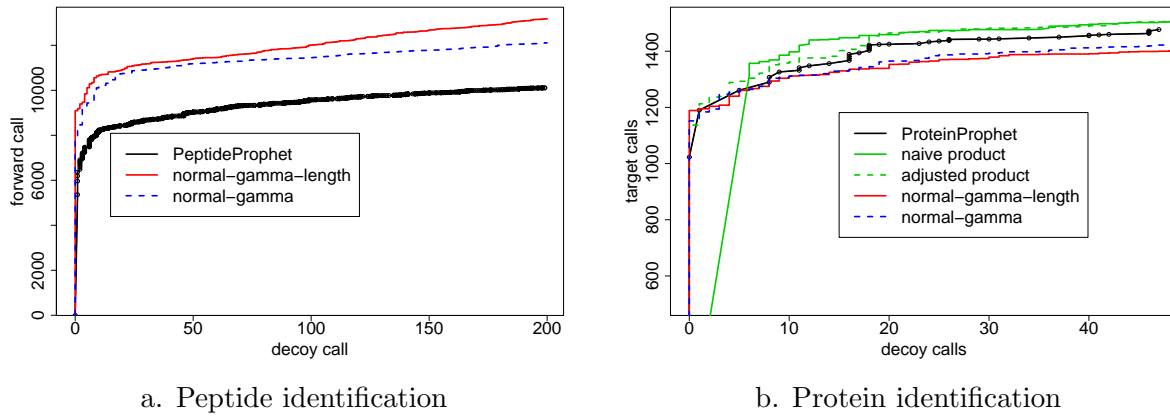 forward call
0 2000 6000 10000
PeptideProphet
normal−gamma−length
normal−gamma
0 50 100 150 200
decoy call
a. Peptide identification
target calls
600 800 1000 1200 1400
ProteinProphet
naive product
adjusted product
normal−gamma−length
normal−gamma
0 10 20 30 40
decoy calls
b. Protein identification